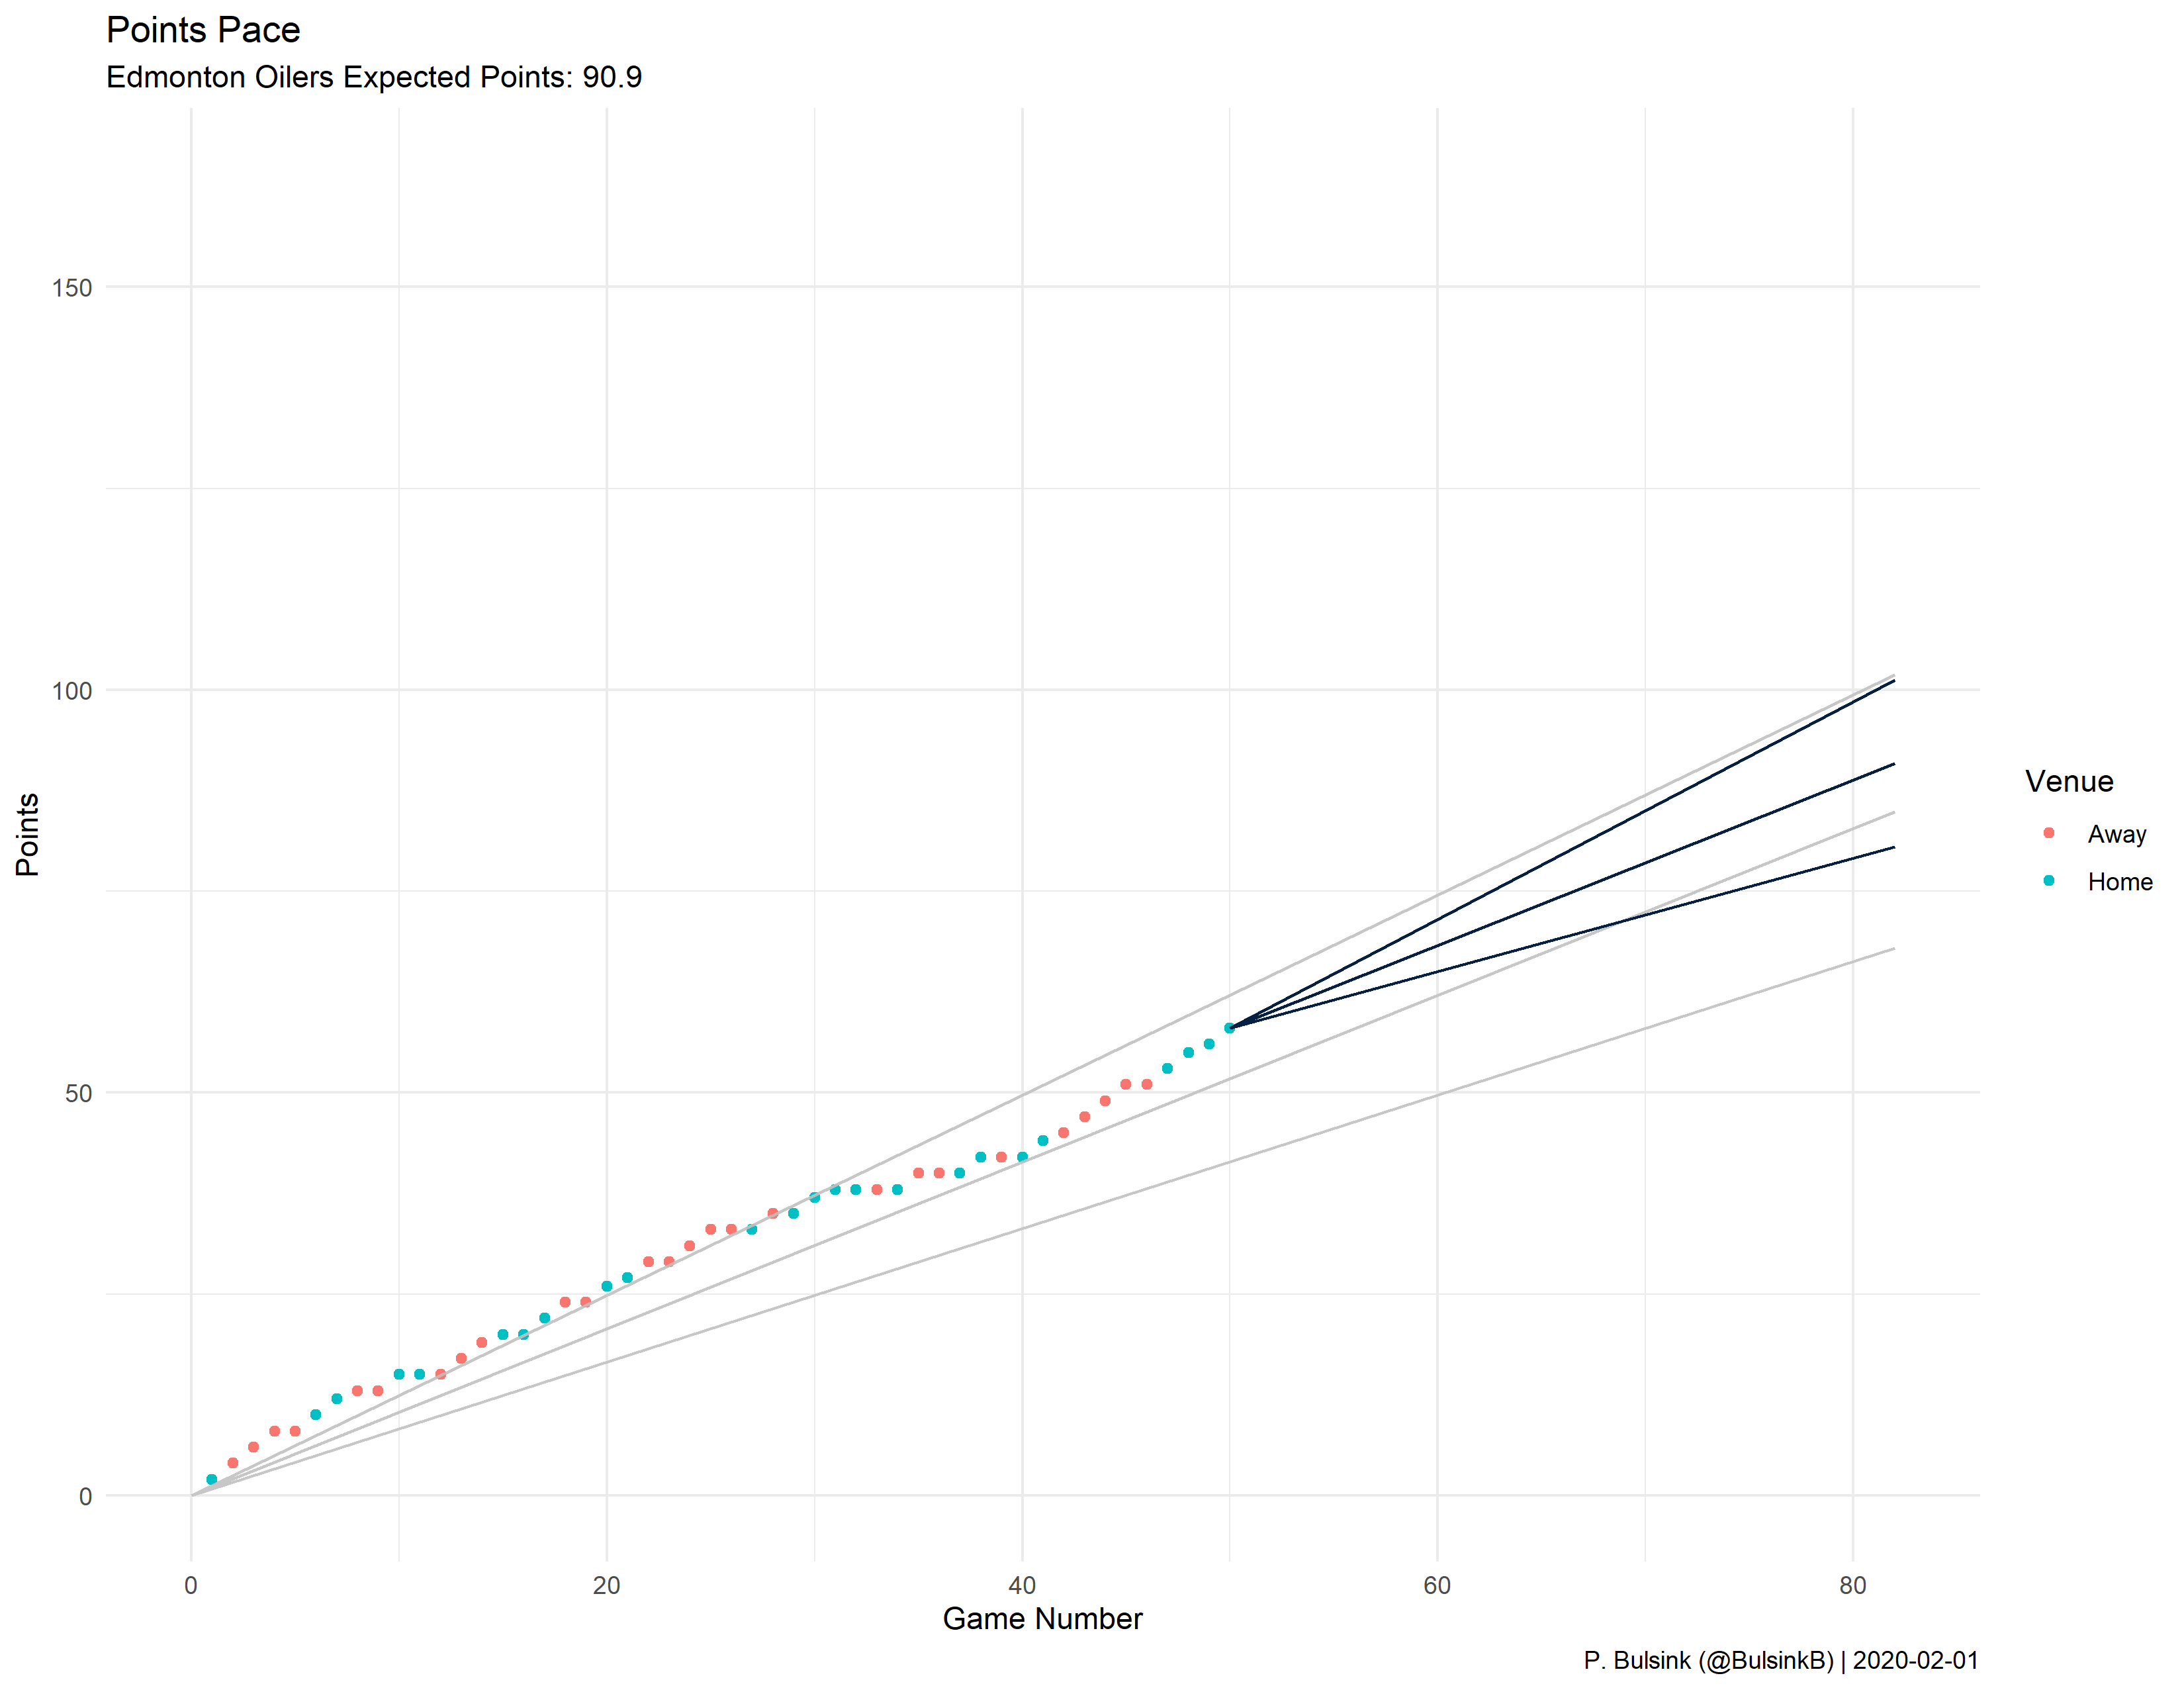 Points Pace
Edmonton Oilers Expected Points: 90.9
150
100
50
0
Points
0 20 40 60 80
Game Number
Venue
Away
Home
P. Bulsink (@BulsinkB) | 2020-02-01